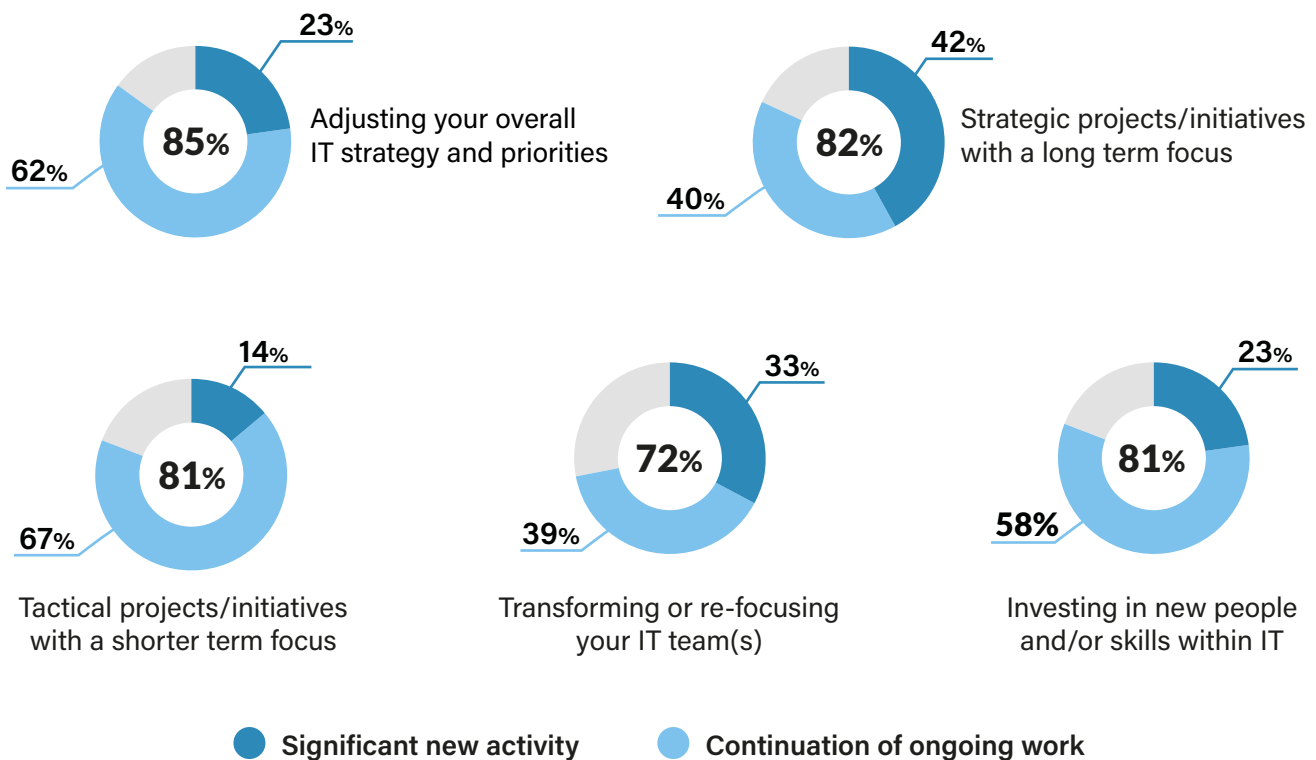 23%
85%
62%
Adjusting your overall
IT strategy and priorities
42%
82%
40%
Strategic projects/initiatives
with a long term focus
14%
81%
67%
Tactical projects/initiatives
with a shorter term focus
33%
72%
39%
Transforming or re-focusing
your IT team(s)
23%
81%
58%
Investing in new people
and/or skills within IT
Significant new activity
Continuation of ongoing work